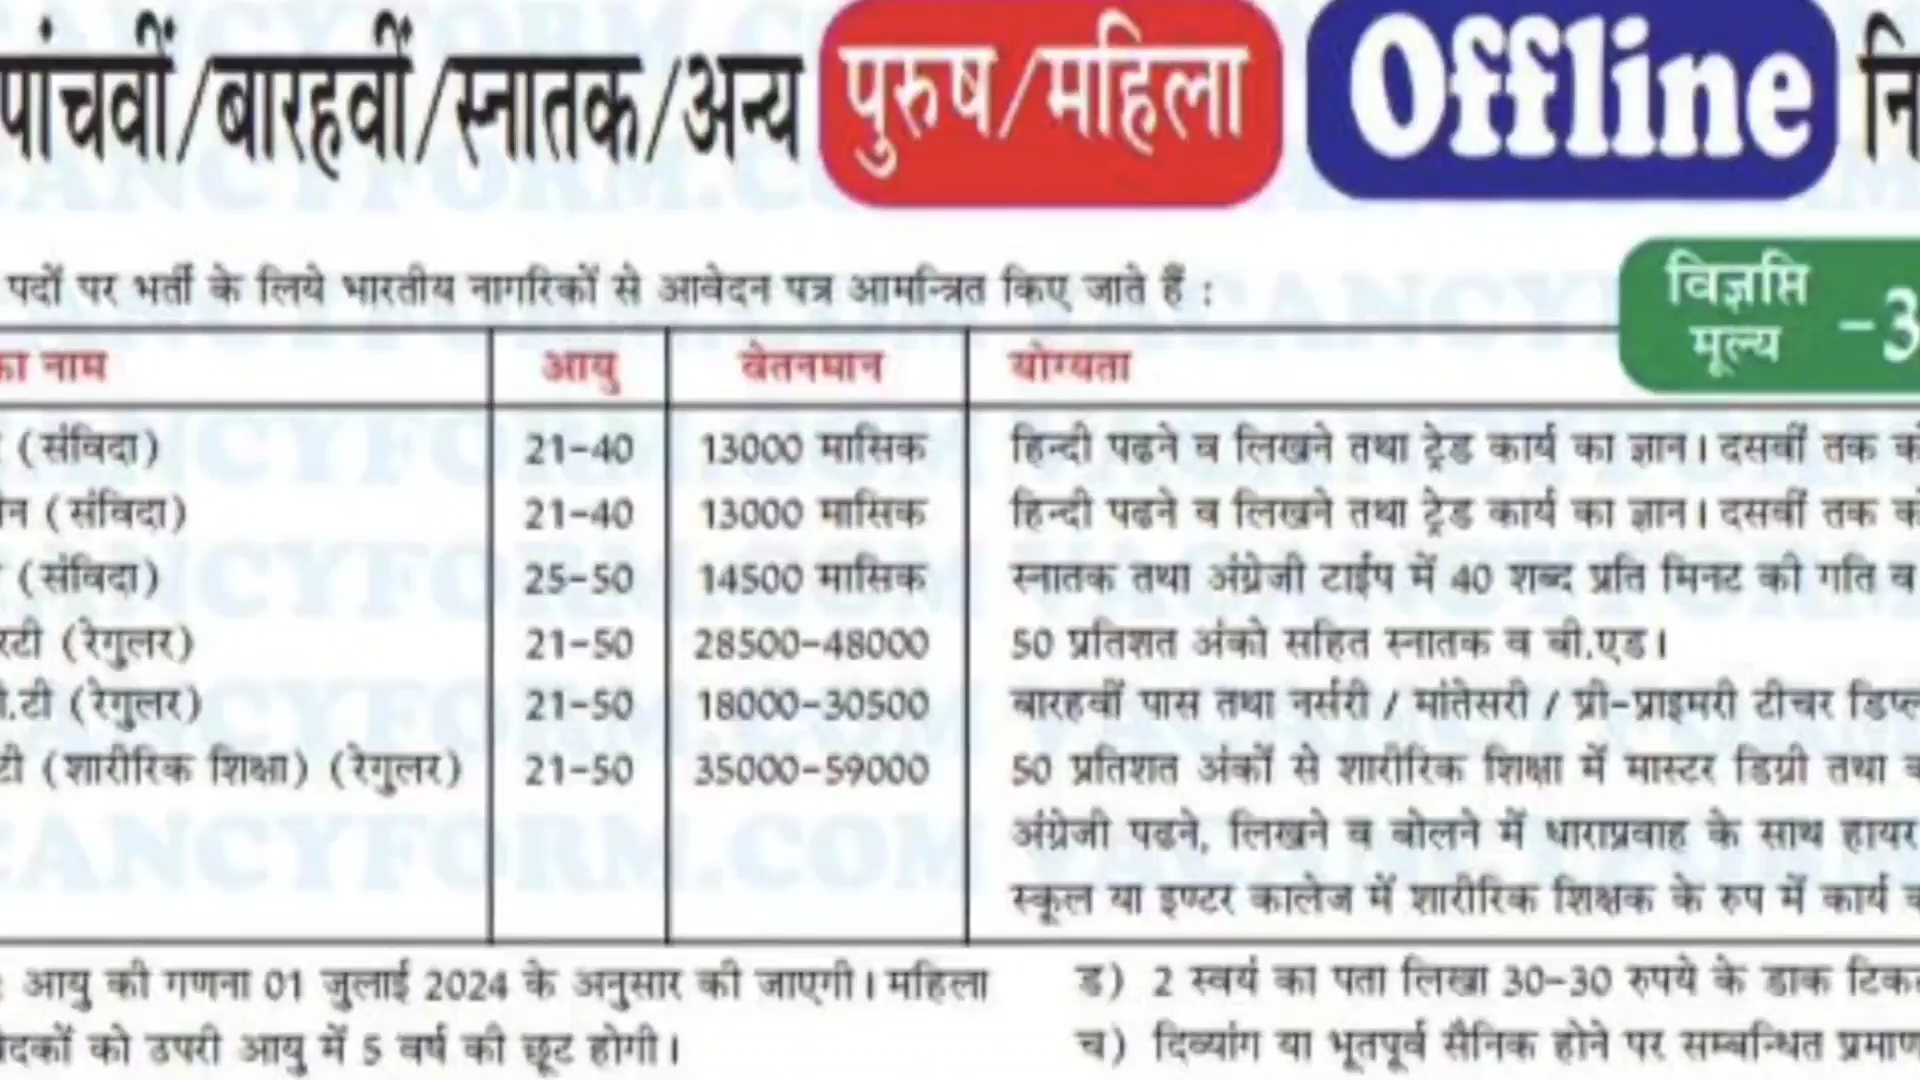 पांचवीं/बारहवीं/स्नातक/अन्य पुरुष/महिला Offline नि
पदों पर भर्ती के लिये भारतीय नागरिकों से आवेदन पत्र आमन्त्रित किए जाते हैं :
विज्ञप्ति मूल्य -3
का नाम आयु वेतनमान योग्यता
(संविदा) 21-40 13000 मासिक हिन्दी पढने व लिखने तथा ट्रेड कार्य का ज्ञान। दसवीं तक को
न (संविदा) 21-40 13000 मासिक हिन्दी पढने व लिखने तथा ट्रेड कार्य का ज्ञान। दसवीं तक को
(संविदा) 25-50 14500 मासिक स्नातक तथा अंग्रेजी टाईप में 40 शब्द प्रति मिनट की गति व
रटी (रेगुलर) 21-50 28500-48000 50 प्रतिशत अंको सहित स्नातक व बी.एड।
.टी (रेगुलर) 21-50 18000-30500 बारहवीं पास तथा नर्सरी / मांतेसरी / प्री-प्राइमरी टीचर डिप्ल
टी (शारीरिक शिक्षा) (रेगुलर) 21-50 35000-59000 50 प्रतिशत अंकों से शारीरिक शिक्षा में मास्टर डिग्री तथा
अंग्रेजी पढने, लिखने व बोलने में धाराप्रवाह के साथ हायर
स्कूल या इण्टर कालेज में शारीरिक शिक्षक के रुप में कार्य
: आयु की गणना 01 जुलाई 2024 के अनुसार की जाएगी। महिला
दकों को उपरी आयु में 5 वर्ष की छूट होगी।
ड) 2 स्वयं का पता लिखा 30-30 रुपये के डाक टिक
च) दिव्यांग या भूतपूर्व सैनिक होने पर सम्बन्धित प्रमाण